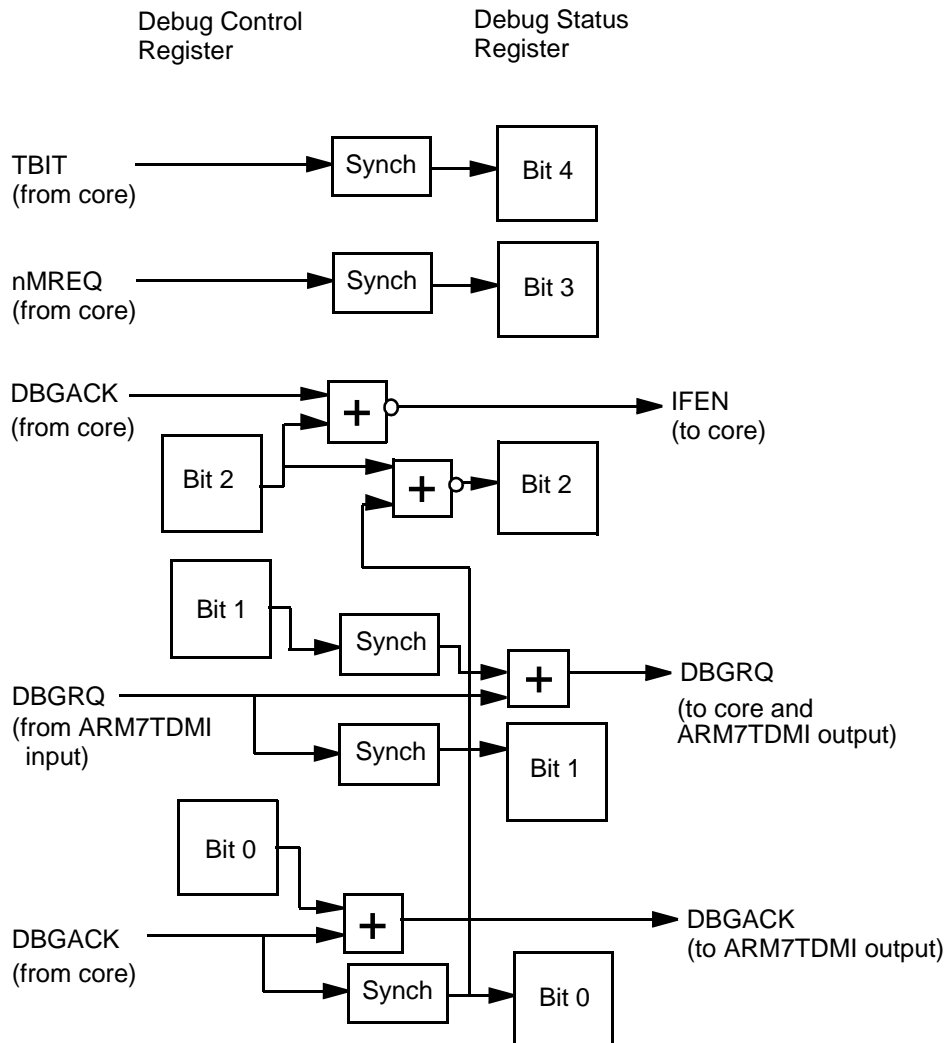 Debug Control
Register
Debug Status
Register
TBIT
(from core)
Synch
Bit 4
nMREQ
(from core)
Synch
Bit 3
DBGACK
(from core)
+
IFEN
(to core)
Bit 2
+
Bit 2
Bit 1
Synch
+
DBGRQ
(to core and
ARM7TDMI output)
DBGRQ
(from ARM7TDMI
input)
Synch
Bit 1
Bit 0
+
DBGACK
(to ARM7TDMI output)
DBGACK
(from core)
Synch
Bit 0